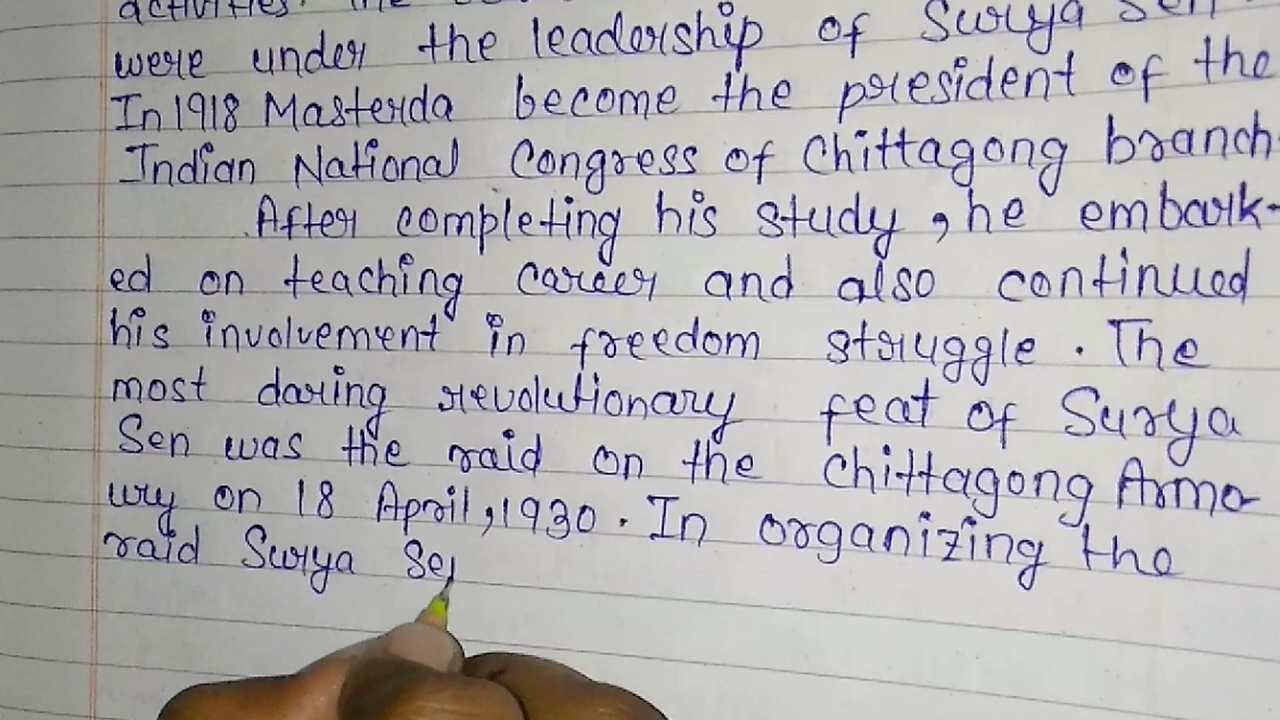 activities. The
were under the leadership of Surya Sen
In 1918 Masterda become the president of the
Indian National Congress of Chittagong branch
After completing his study, he embark-
ed on teaching career and also continued
his involvement in freedom struggle. The
most daring revolutionary feat of Surya
Sen was the raid on the Chittagong Armo
ury on 18 April, 1930. In organizing the
raid Surya Se